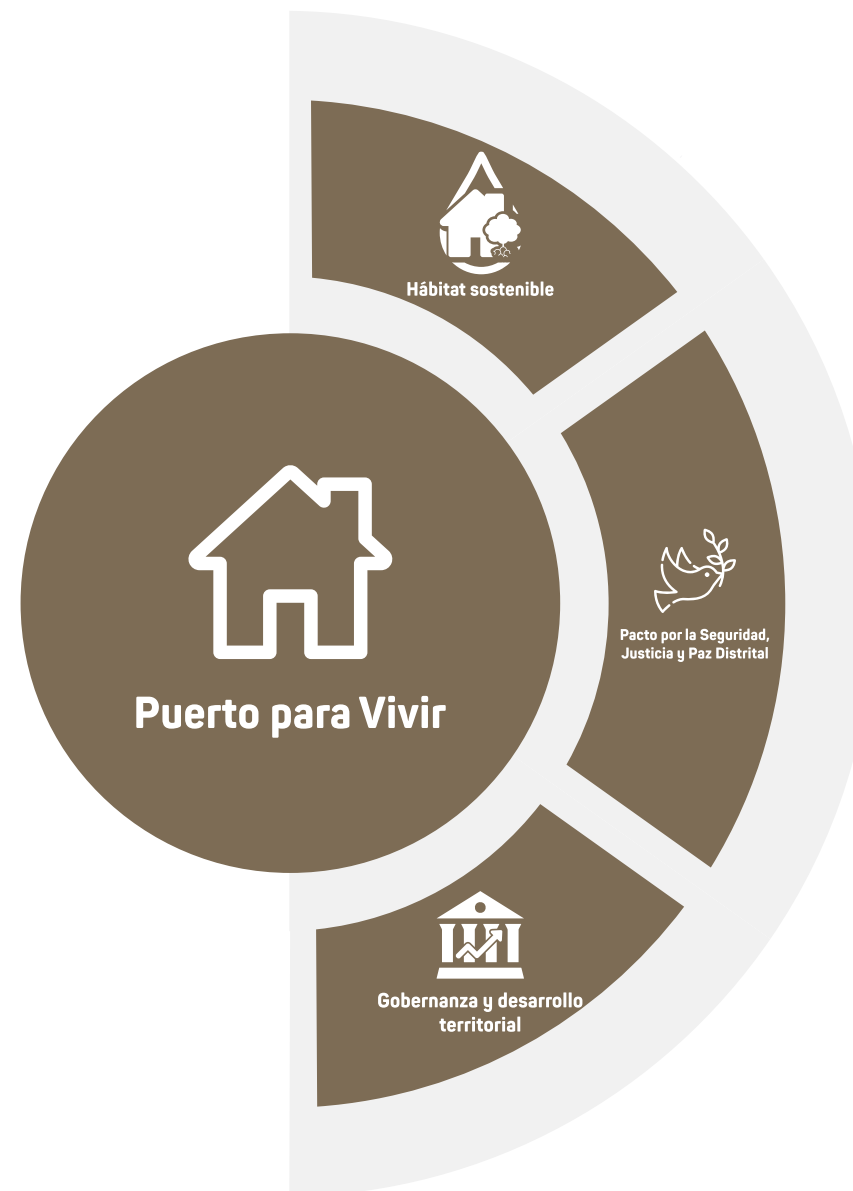 Hábitat sostenible
Pacto por la Seguridad,
Justicia y Paz Distrital
Puerto para Vivir
Gobernanza y desarrollo
territorial